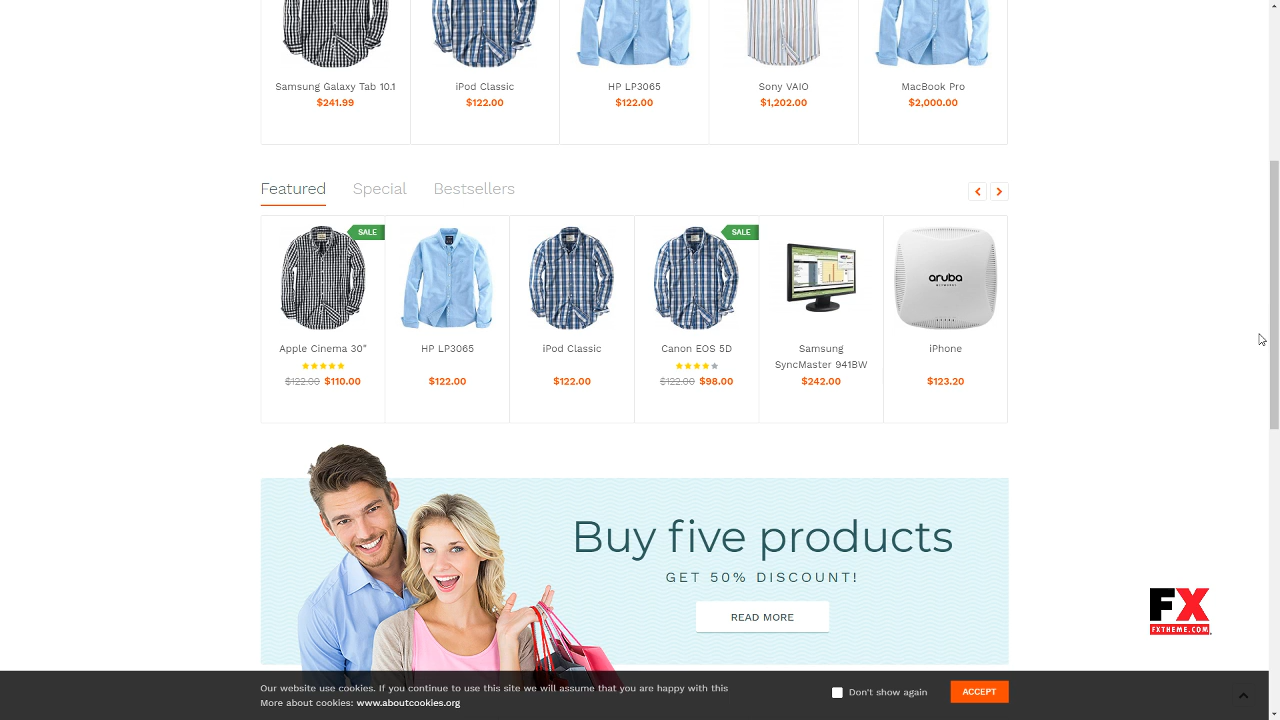 Samsung Galaxy Tab 10.1
$241.99
iPod Classic
$122.00
HP LP3065
$122.00
Sony VAIO
$1,202.00
MacBook Pro
$2,000.00
Featured
Special
Bestsellers
SALE
Apple Cinema 30"
$122.00 $110.00
HP LP3065
$122.00
iPod Classic
$122.00
SALE
Canon EOS 5D
$122.00 $98.00
Samsung
SyncMaster 941BW
$242.00
aruba
NETWORKS
iPhone
$123.20
Buy five products
GET 50% DISCOUNT!
READ MORE
FX
FXTHEME.COM
Our website use cookies. If you continue to use this site we will assume that you are happy with this
More about cookies: www.aboutcookies.org
Don't show again
ACCEPT